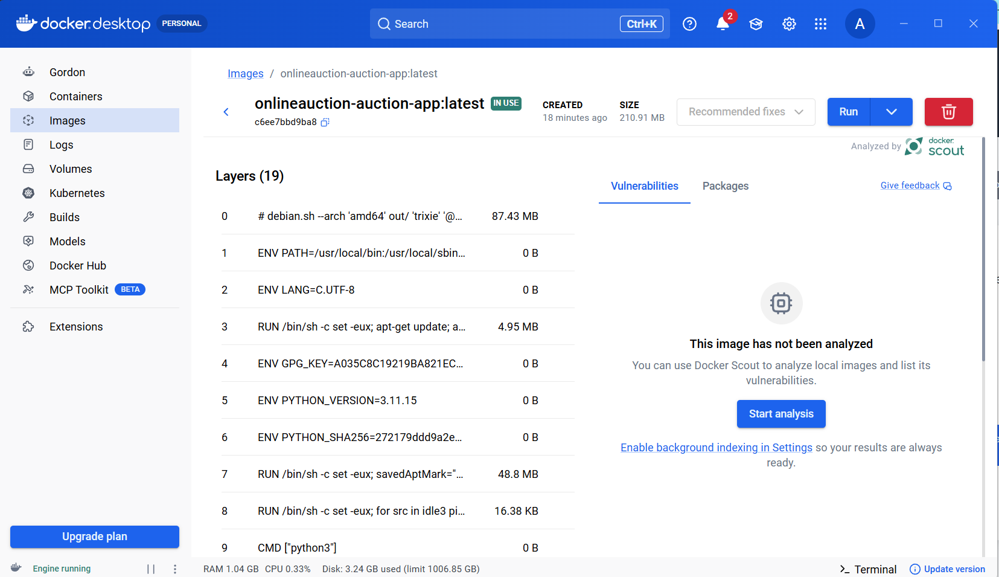 docker.desktop PERSONAL
Search Ctrl+K
2
A
Gordon
Containers
Images
Logs
Volumes
Kubernetes
Builds
Models
Docker Hub
MCP Toolkit BETA
Extensions
Upgrade plan
Images / onlineauction-auction-app:latest
onlineauction-auction-app:latest IN USE
c6ee7bbd9ba8
CREATED
18 minutes ago
SIZE
210.91 MB
Recommended fixes
Run
Analyzed by docker: scout
Layers (19)
0 # debian.sh --arch 'amd64' out/ 'trixie' '@... 87.43 MB
1 ENV PATH=/usr/local/bin:/usr/local/sbin... 0 B
2 ENV LANG=C.UTF-8 0 B
3 RUN /bin/sh -c set -eux; apt-get update; a... 4.95 MB
4 ENV GPG_KEY=A035C8C19219BA821EC... 0 B
5 ENV PYTHON_VERSION=3.11.15 0 B
6 ENV PYTHON_SHA256=272179ddd9a2e... 0 B
7 RUN /bin/sh -c set -eux; savedAptMark="... 48.8 MB
8 RUN /bin/sh -c set -eux; for src in idle3 pi... 16.38 KB
9 CMD ["python3"] 0 B
Vulnerabilities Packages Give feedback
This image has not been analyzed
You can use Docker Scout to analyze local images and list its
vulnerabilities.
Start analysis
Enable background indexing in Settings so your results are always
ready.
Engine running
RAM 1.04 GB CPU 0.33% Disk: 3.24 GB used (limit 1006.85 GB)
Terminal
Update version